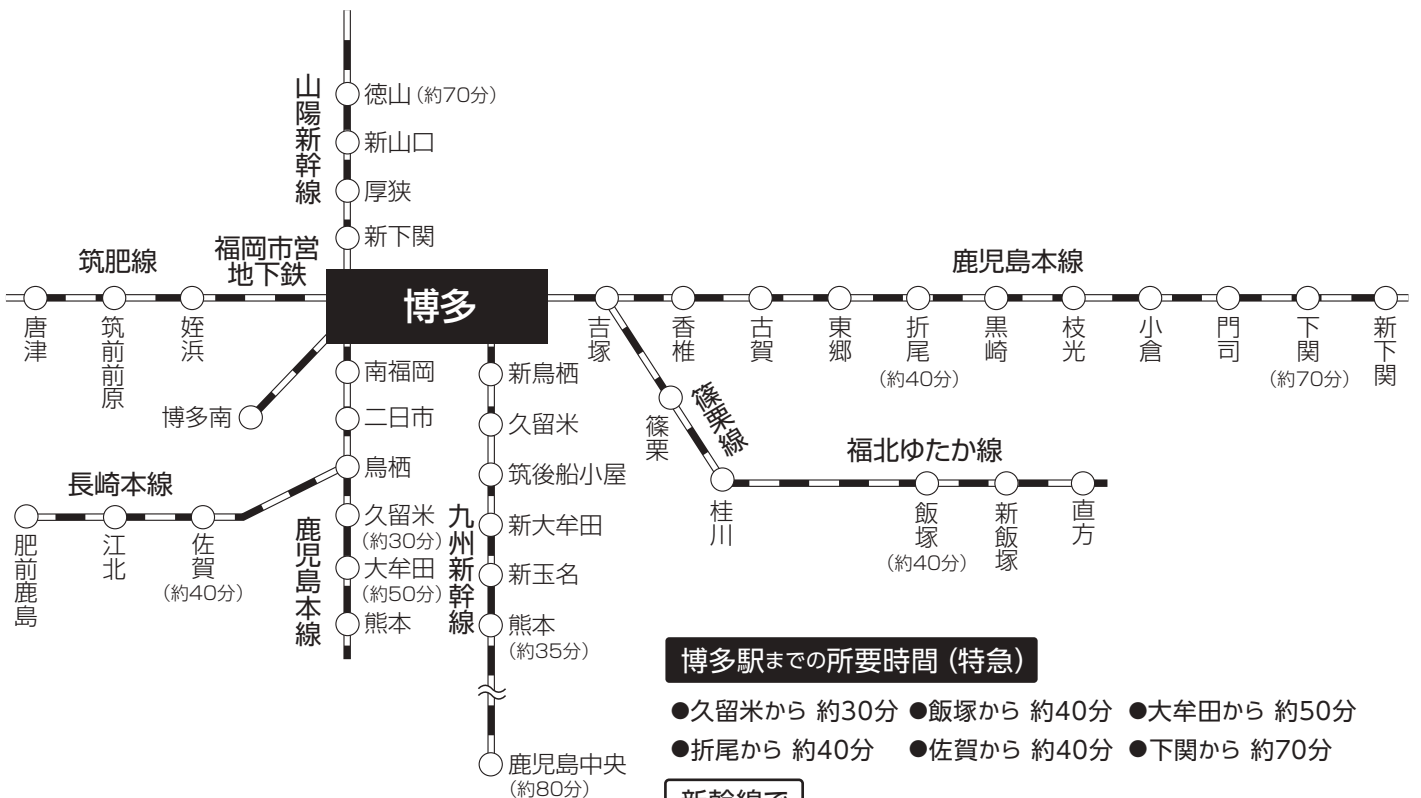 山陽新幹線
徳山 (約70分)
新山口
厚狭
新下関
筑肥線
福岡市営
地下鉄
博多
鹿児島本線
唐津
筑前前原
姪浜
吉塚
香椎
古賀
東郷
折尾
(約40分)
黒崎
枝光
小倉
門司
下関
(約70分)
新下関
博多南
南福岡
二日市
鳥栖
久留米
(約30分)
大牟田
(約50分)
熊本
鹿児島本線
長崎本線
肥前鹿島
江北
佐賀
(約40分)
九州新幹線
新鳥栖
久留米
筑後船小屋
新大牟田
新玉名
熊本
(約35分)
鹿児島中央
(約80分)
篠栗線
篠栗
桂川
福北ゆたか線
飯塚
(約40分)
新飯塚
直方
博多駅までの所要時間 (特急)
●久留米から 約30分 ●飯塚から 約40分 ●大牟田から 約50分
●折尾から 約40分 ●佐賀から 約40分 ●下関から 約70分
新幹線で